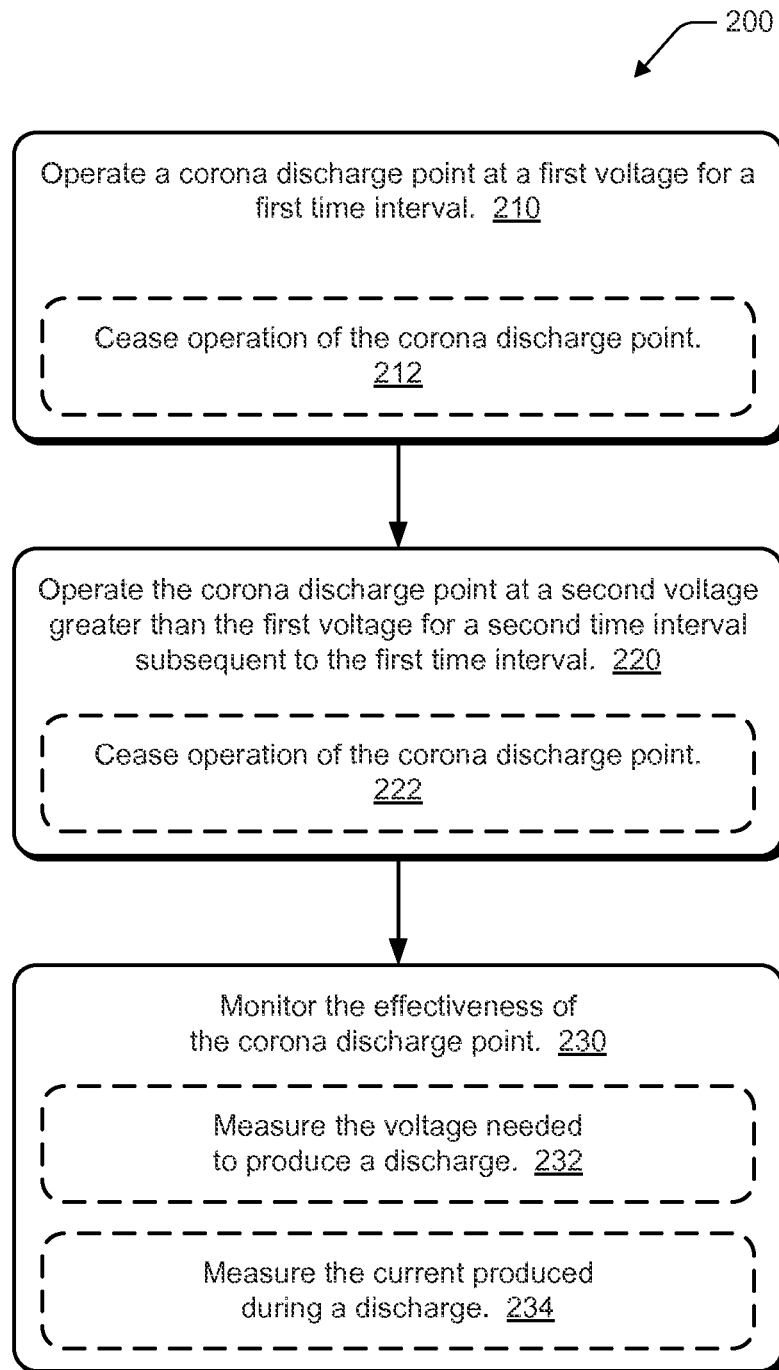 200
Operate a corona discharge point at a first voltage for a
first time interval. 210
Cease operation of the corona discharge point.
212
Operate the corona discharge point at a second voltage
greater than the first voltage for a second time interval
subsequent to the first time interval. 220
Cease operation of the corona discharge point.
222
Monitor the effectiveness of
the corona discharge point. 230
Measure the voltage needed
to produce a discharge. 232
Measure the current produced
during a discharge. 234